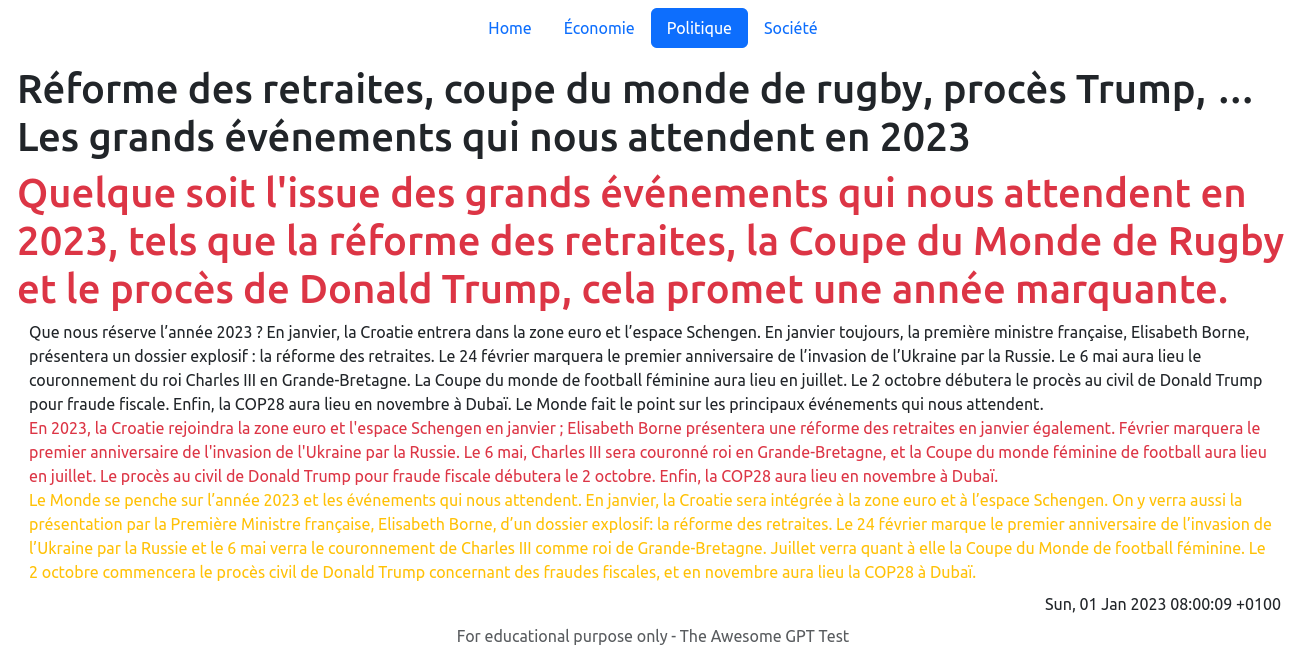 Home Économie Politique Société
Réforme des retraites, coupe du monde de rugby, procès Trump, …
Les grands événements qui nous attendent en 2023
Quelque soit l'issue des grands événements qui nous attendent en
2023, tels que la réforme des retraites, la Coupe du Monde de Rugby
et le procès de Donald Trump, cela promet une année marquante.
Que nous réserve l’année 2023 ? En janvier, la Croatie entrera dans la zone euro et l’espace Schengen. En janvier toujours, la première ministre française, Elisabeth Borne,
présentera un dossier explosif : la réforme des retraites. Le 24 février marquera le premier anniversaire de l’invasion de l’Ukraine par la Russie. Le 6 mai aura lieu le
couronnement du roi Charles III en Grande-Bretagne. La Coupe du monde de football féminine aura lieu en juillet. Le 2 octobre débutera le procès au civil de Donald Trump
pour fraude fiscale. Enfin, la COP28 aura lieu en novembre à Dubaï. Le Monde fait le point sur les principaux événements qui nous attendent.
En 2023, la Croatie rejoindra la zone euro et l'espace Schengen en janvier ; Elisabeth Borne présentera une réforme des retraites en janvier également. Février marquera le
premier anniversaire de l'invasion de l'Ukraine par la Russie. Le 6 mai, Charles III sera couronné roi en Grande-Bretagne, et la Coupe du monde féminine de football aura lieu
en juillet. Le procès au civil de Donald Trump pour fraude fiscale débutera le 2 octobre. Enfin, la COP28 aura lieu en novembre à Dubaï.
Le Monde se penche sur l’année 2023 et les événements qui nous attendent. En janvier, la Croatie sera intégrée à la zone euro et à l’espace Schengen. On y verra aussi la
présentation par la Première Ministre française, Elisabeth Borne, d’un dossier explosif: la réforme des retraites. Le 24 février marque le premier anniversaire de l’invasion de
l’Ukraine par la Russie et le 6 mai verra le couronnement de Charles III comme roi de Grande-Bretagne. Juillet verra quant à elle la Coupe du Monde de football féminine. Le
2 octobre commencera le procès civil de Donald Trump concernant des fraudes fiscales, et en novembre aura lieu la COP28 à Dubaï.
Sun, 01 Jan 2023 08:00:09 +0100
For educational purpose only - The Awesome GPT Test